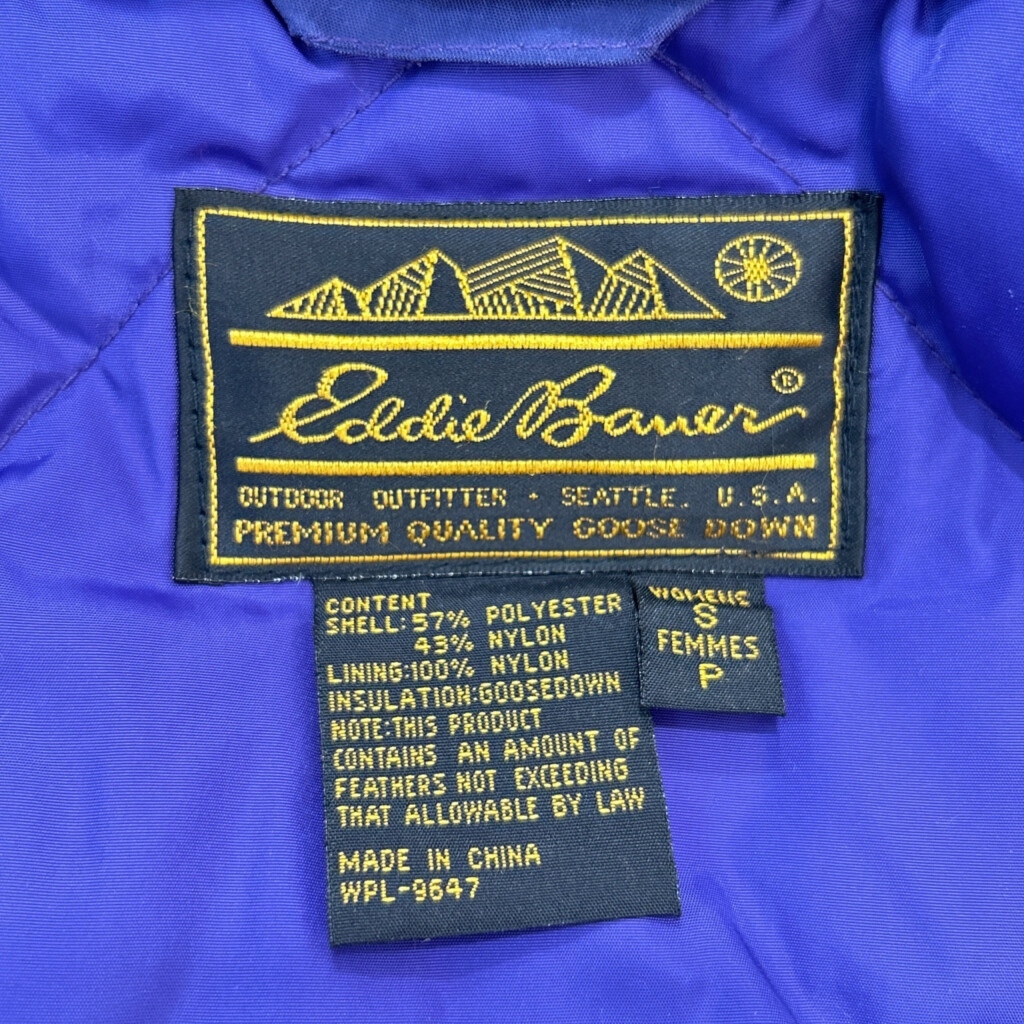 Eddie Bauer ®
OUTDOOR OUTFITTER · SEATTLE. U.S.A.
PREMIUM QUALITY GOOSE DOWN
CONTENT
SHELL:57% POLYESTER
43% NYLON
LINING:100% NYLON
INSULATION:GOOSEDOWN
NOTE:THIS PRODUCT
CONTAINS AN AMOUNT OF
FEATHERS NOT EXCEEDING
THAT ALLOWABLE BY LAW
MADE IN CHINA
WPL-9647
WOMENS
S
FEMMES
P